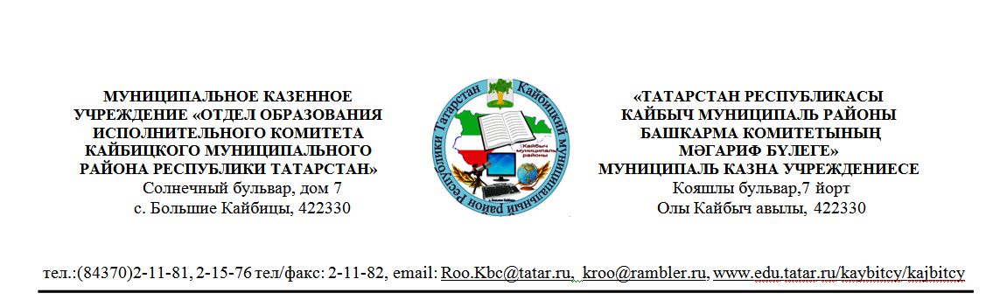 МУНИЦИПАЛЬНОЕ КАЗЕННОЕ
УЧРЕЖДЕНИЕ «ОТДЕЛ ОБРАЗОВАНИЯ
ИСПОЛНИТЕЛЬНОГО КОМИТЕТА
КАЙБИЦКОГО МУНИЦИПАЛЬНОГО
РАЙОНА РЕСПУБЛИКИ ТАТАРСТАН»
Солнечный бульвар, дом 7
с. Большие Кайбицы, 422330
Кайбицкий муниципальный район Республики Татарстан
Кайбыч
муниципаль
районы
«ТАТАРСТАН РЕСПУБЛИКАСЫ
КАЙБЫЧ МУНИЦИПАЛЬ РАЙОНЫ
БАШКАРМА КОМИТЕТЫНЫҢ
МӘГАРИФ БҮЛЕГЕ»
МУНИЦИПАЛЬ КАЗНА УЧРЕЖДЕНИЕСЕ
Кояшлы бульвар,7 йорт
Олы Кайбыч авылы, 422330
тел.:(84370)2-11-81, 2-15-76 тел/факс: 2-11-82, email: Roo.Kbc@tatar.ru, kroo@rambler.ru, www.edu.tatar.ru/kaybitcy/kajbitcy